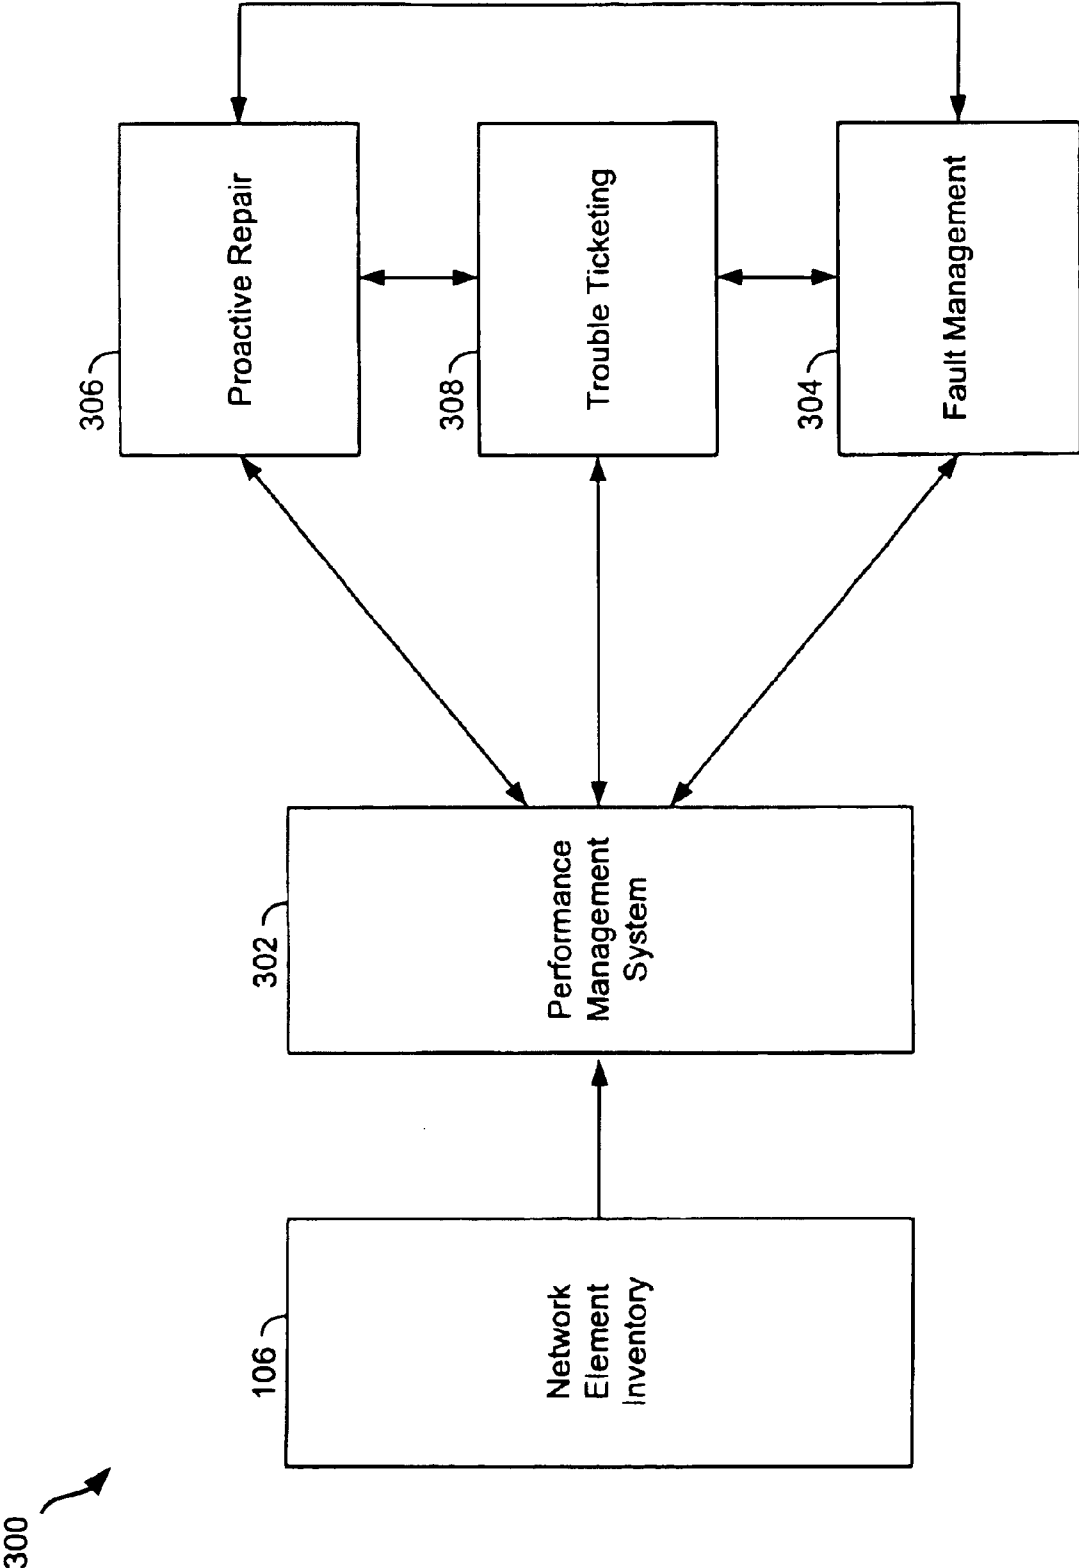 300
106
Network
Element
Inventory
302
Performance
Management
System
306
Proactive Repair
308
Trouble Ticketing
304
Fault Management